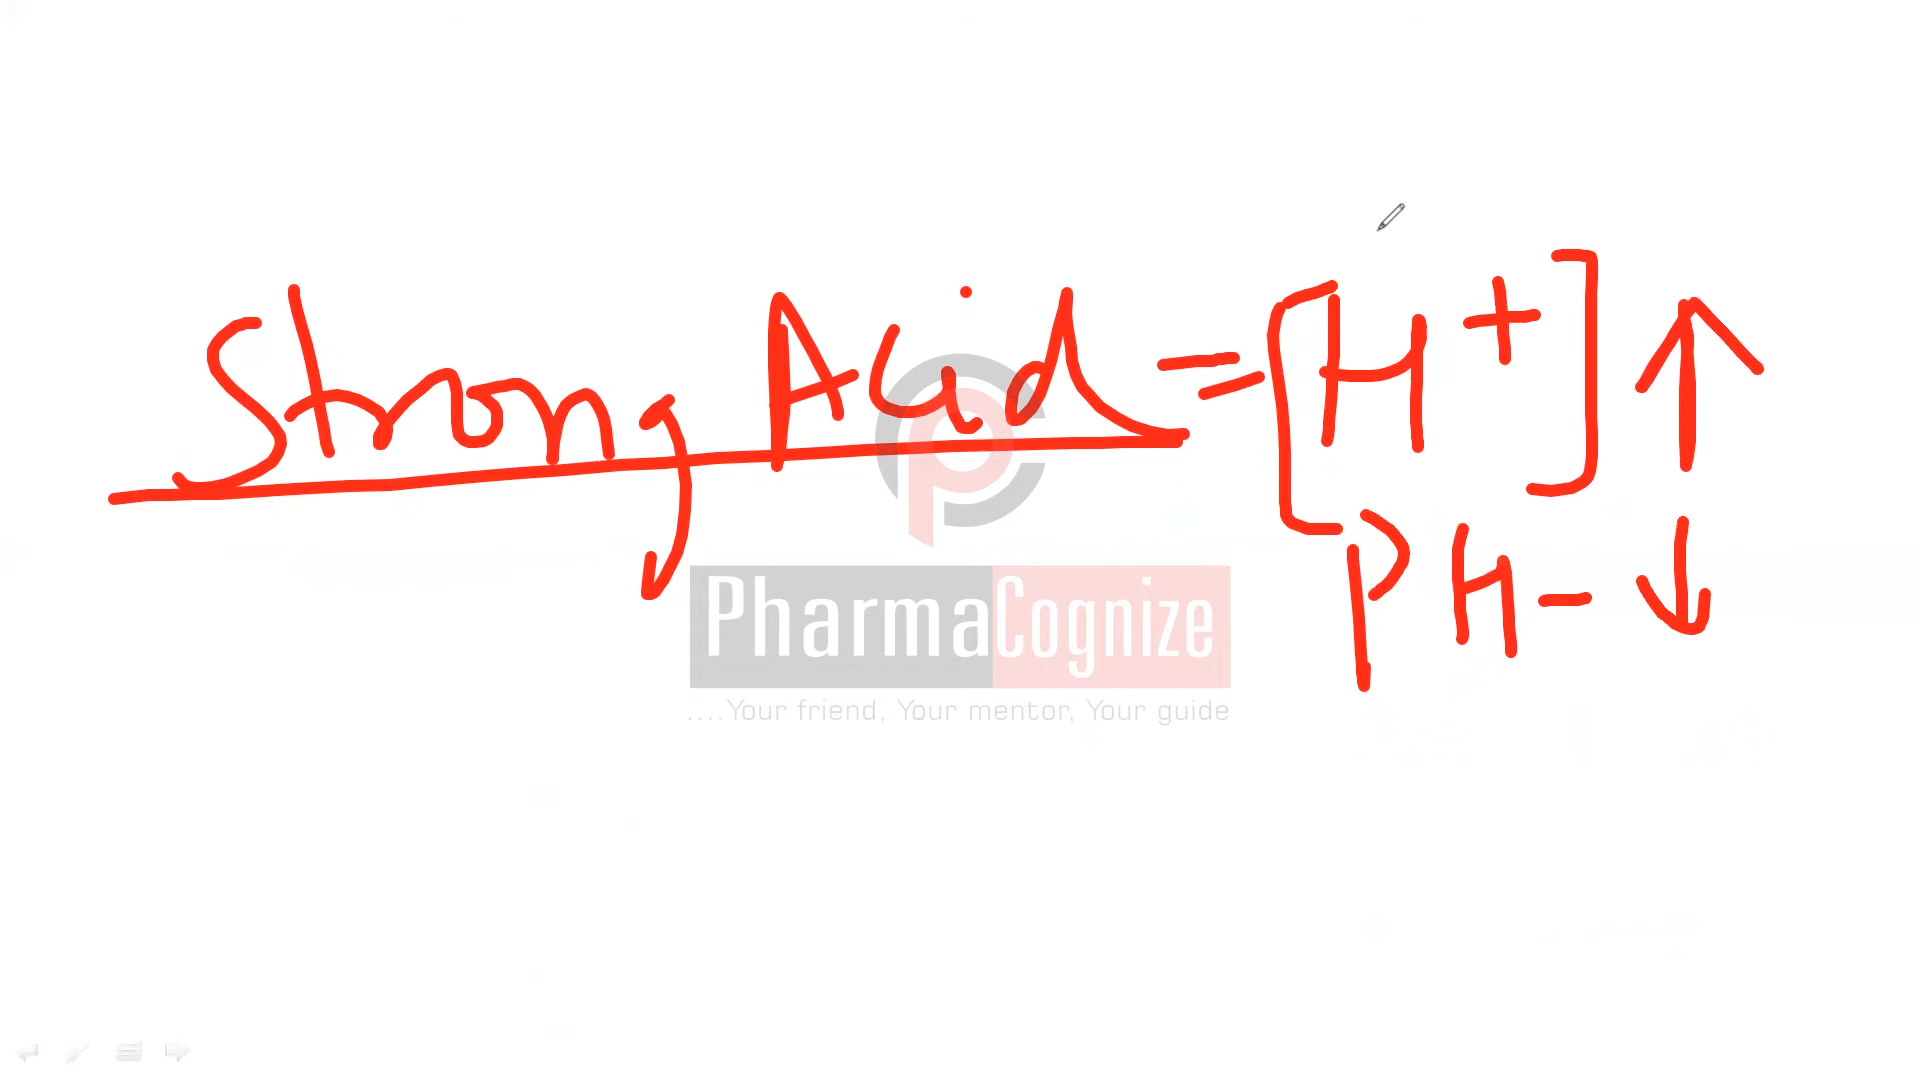 Strong Acid = [H+] ↑
PH - ↓
PharmaCognize
....Your friend, Your mentor, Your guide